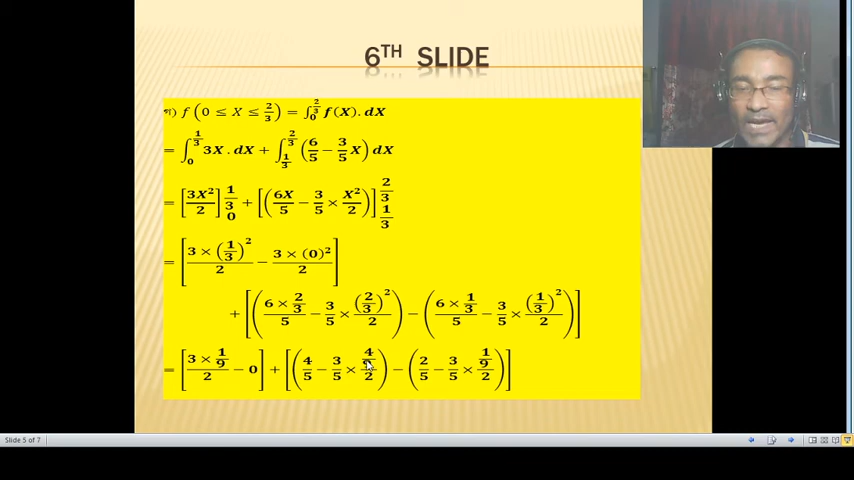 6TH SLIDE
গ) f (0 ≤ X ≤ 2/3) = ∫₀^(2/3) f(X). dX
= ∫₀^(1/3) 3X . dX + ∫_(1/3)^(2/3) (6/5 − 3/5 X) dX
= [3X²/2] 1/3 0 + [(6X/5 − 3/5 × X²/2)] 2/3 1/3
= [3 × (1/3)²/2 − 3 × (0)²/2]
+ [(6 × 2/3/5 − 3/5 × (2/3)²/2) − (6 × 1/3/5 − 3/5 × (1/3)²/2)]
= [3 × 1/9/2 − 0] + [(4/5 − 3/5 × 4/9/2) − (2/5 − 3/5 × 1/9/2)]
Slide 5 of 7